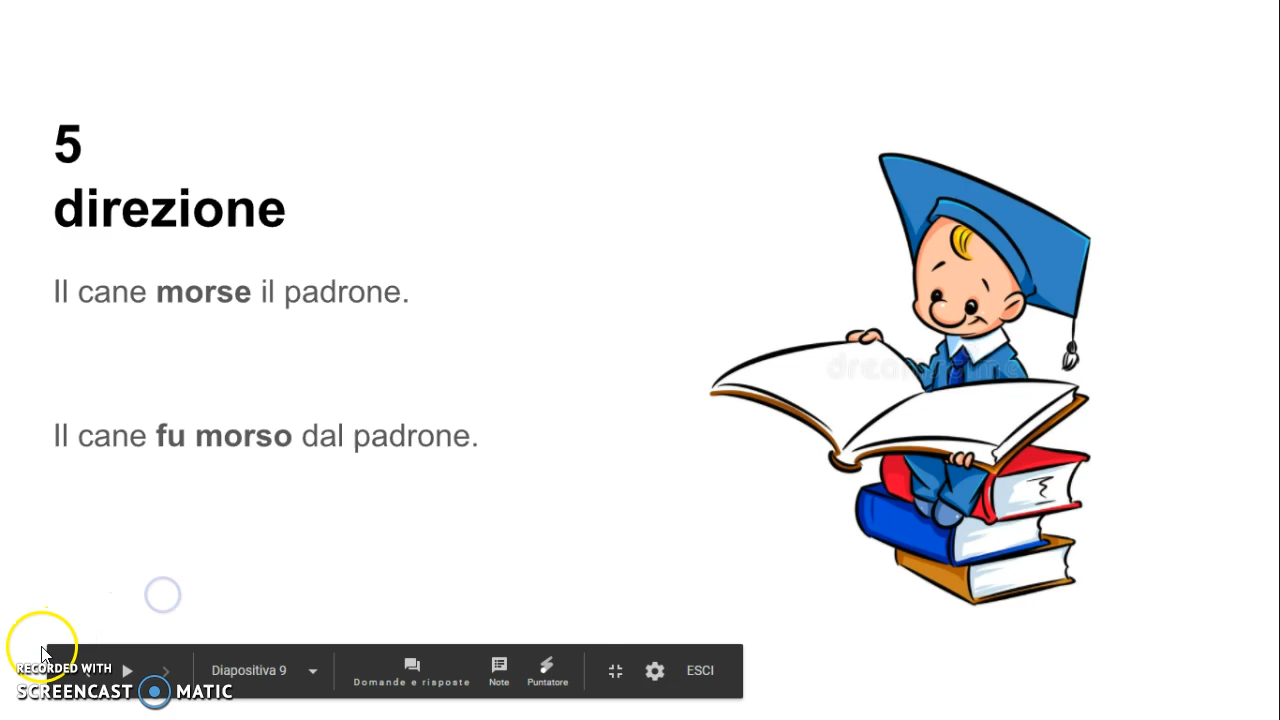 5
direzione
Il cane morse il padrone.
Il cane fu morso dal padrone.
dreamstime
Diapositiva 9
Domande e risposte
Note
Puntatore
ESCI
RECORDED WITH
SCREENCAST MATIC